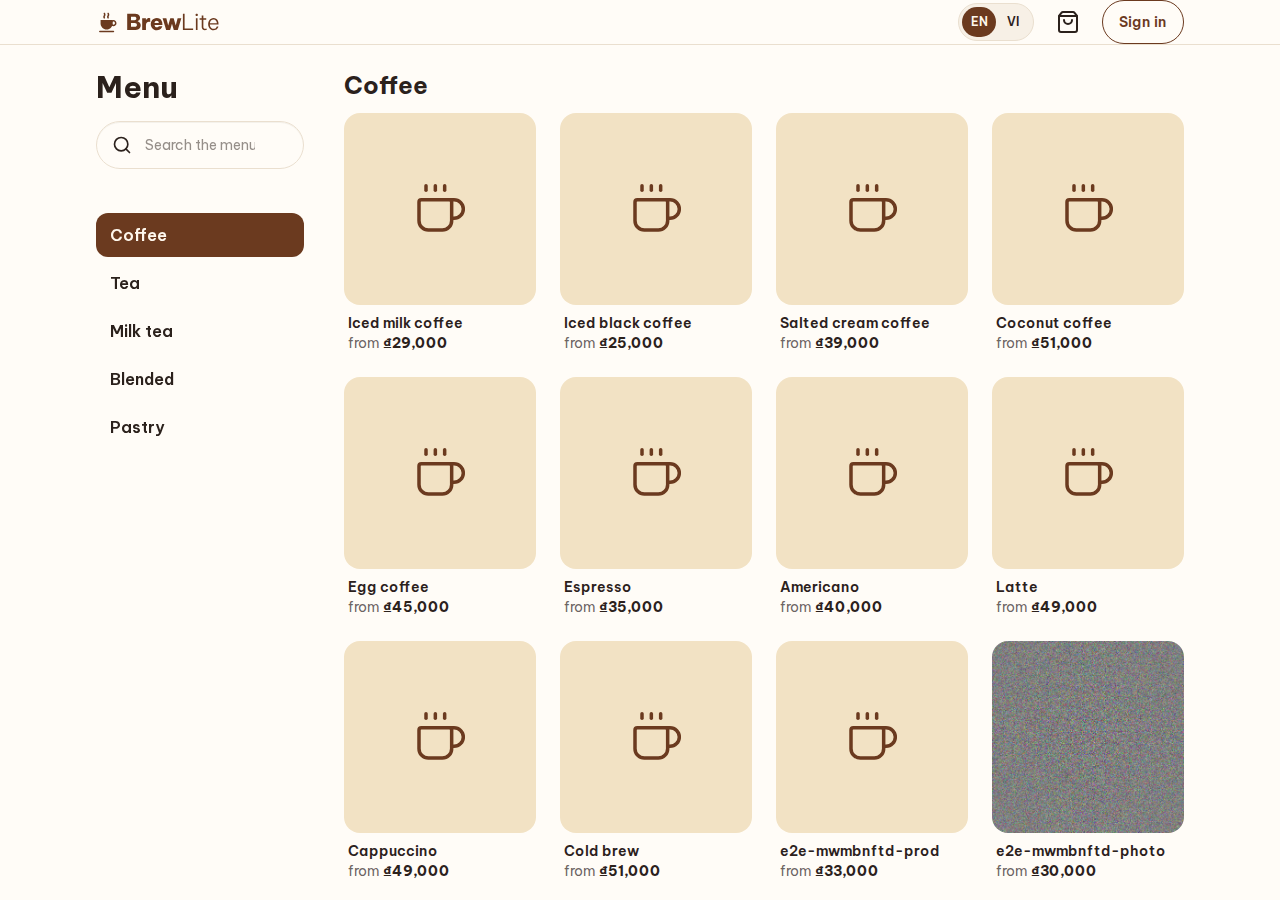 BrewLite
EN VI
Sign in
Menu
Search the menu
Coffee
Tea
Milk tea
Blended
Pastry
Coffee
Iced milk coffee
from ₫29,000
Iced black coffee
from ₫25,000
Salted cream coffee
from ₫39,000
Coconut coffee
from ₫51,000
Egg coffee
from ₫45,000
Espresso
from ₫35,000
Americano
from ₫40,000
Latte
from ₫49,000
Cappuccino
from ₫49,000
Cold brew
from ₫51,000
e2e-mwmbnftd-prod
from ₫33,000
e2e-mwmbnftd-photo
from ₫30,000